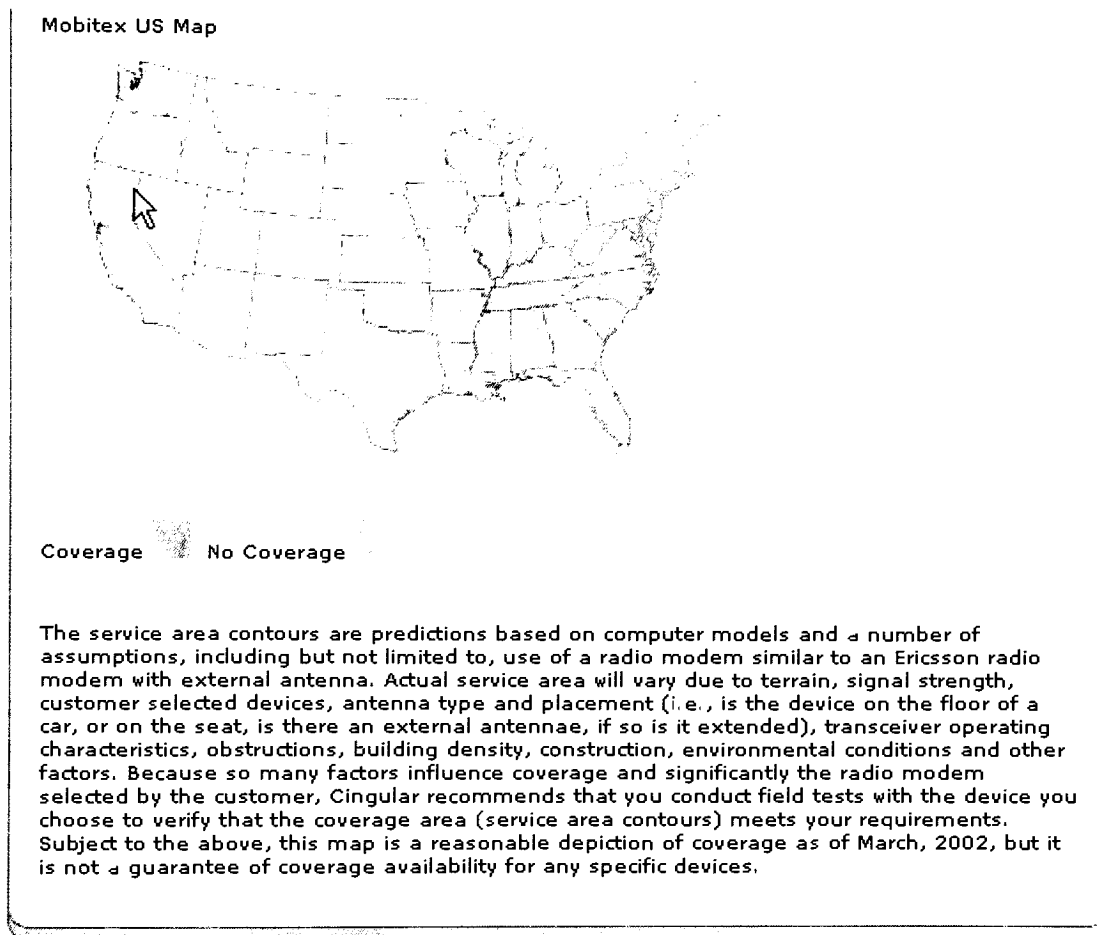 Mobitex US Map
Coverage No Coverage
The service area contours are predictions based on computer models and a number of
assumptions, including but not limited to, use of a radio modem similar to an Ericsson radio
modem with external antenna. Actual service area will vary due to terrain, signal strength,
customer selected devices, antenna type and placement (i.e., is the device on the floor of a
car, or on the seat, is there an external antennae, if so is it extended), transceiver operating
characteristics, obstructions, building density, construction, environmental conditions and other
factors. Because so many factors influence coverage and significantly the radio modem
selected by the customer, Cingular recommends that you conduct field tests with the device you
choose to verify that the coverage area (service area contours) meets your requirements.
Subject to the above, this map is a reasonable depiction of coverage as of March, 2002, but it
is not a guarantee of coverage availability for any specific devices.